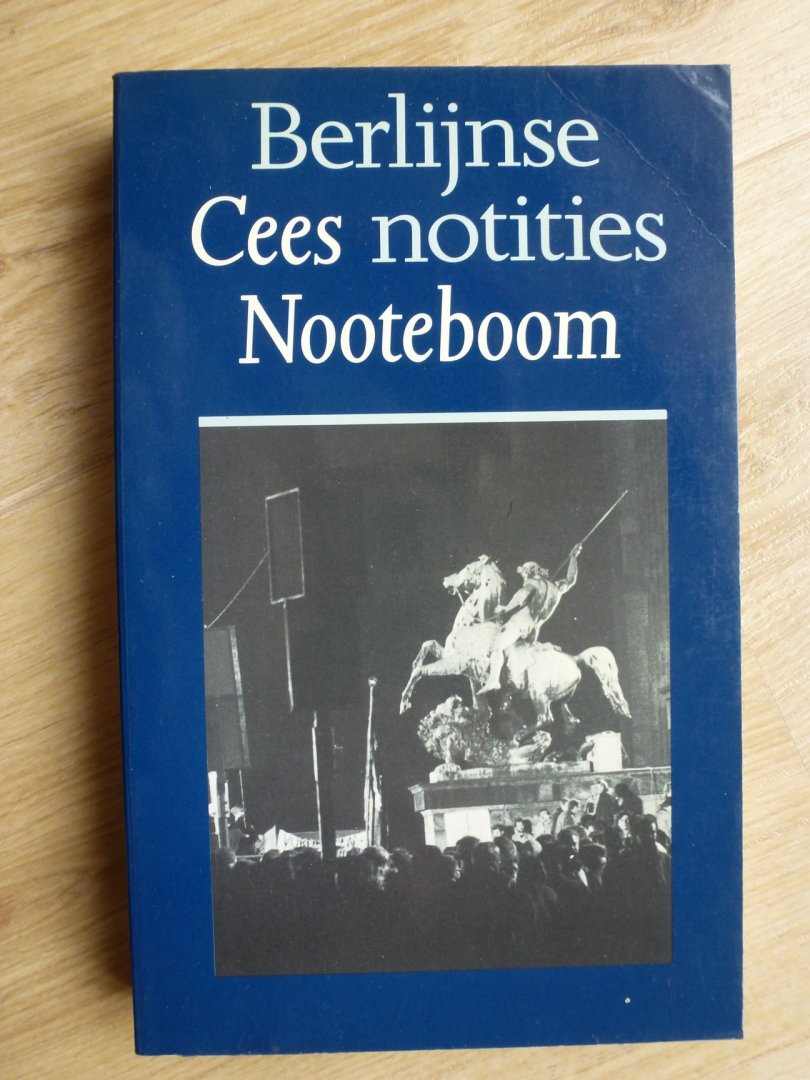 Berlijnse
Cees notities
Nooteboom